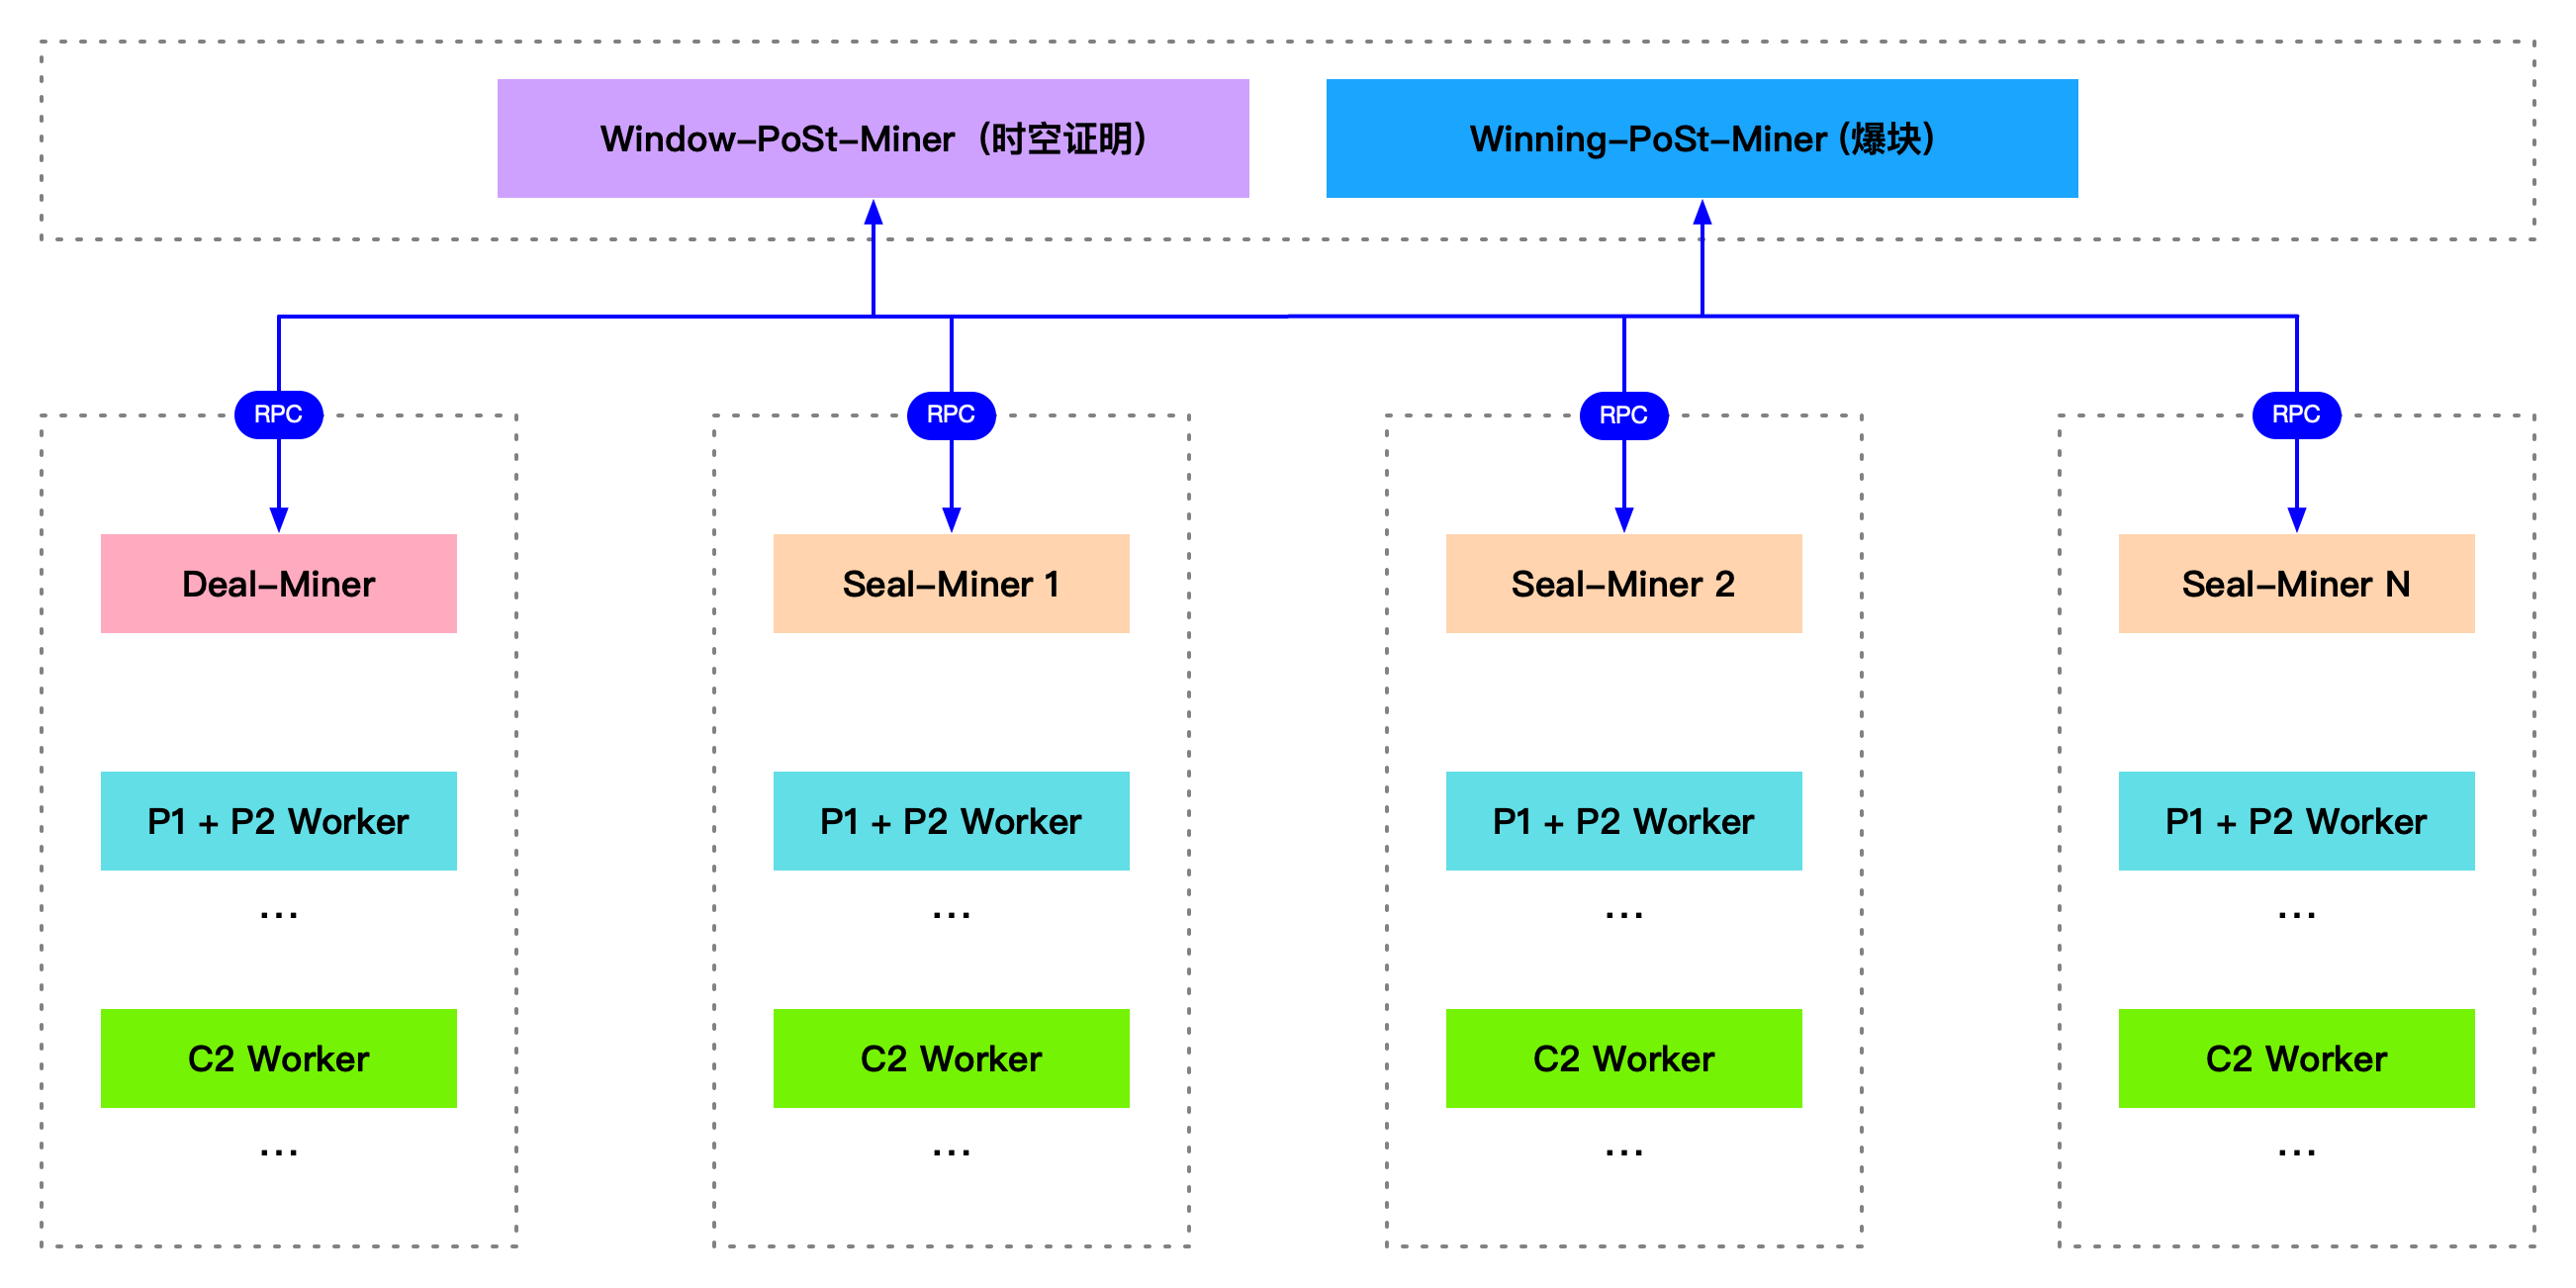 Window-PoSt-Miner（时空证明）
Winning-PoSt-Miner (爆块)
RPC
RPC
RPC
RPC
Deal-Miner
Seal-Miner 1
Seal-Miner 2
Seal-Miner N
P1 + P2 Worker
P1 + P2 Worker
P1 + P2 Worker
P1 + P2 Worker
...
...
...
...
C2 Worker
C2 Worker
C2 Worker
C2 Worker
...
...
...
...